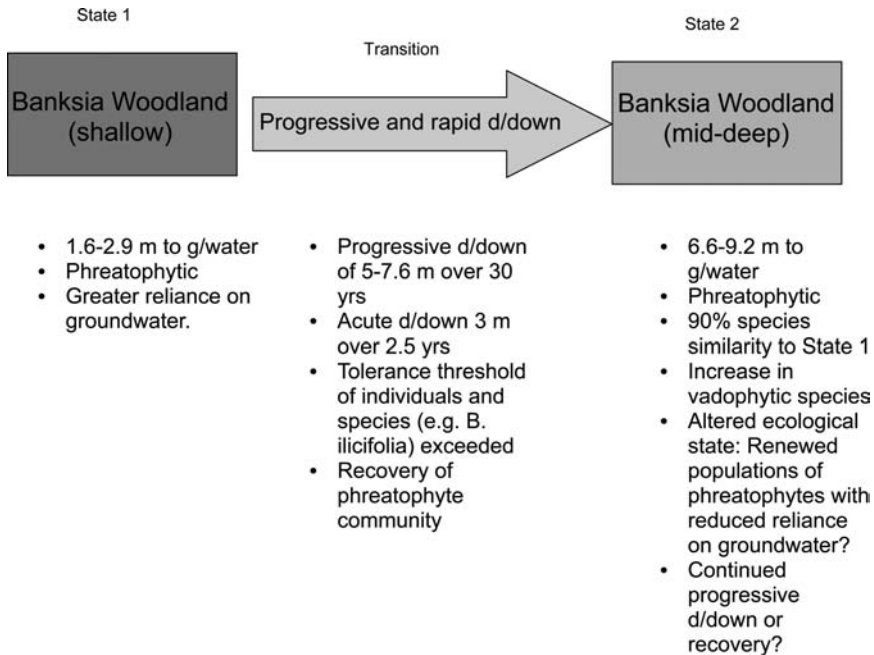 State 1
Banksia Woodland
(shallow)
Transition
Progressive and rapid d/down
State 2
Banksia Woodland
(mid-deep)
• 1.6-2.9 m to g/water
• Phreatophytic
• Greater reliance on
groundwater.
• Progressive d/down
of 5-7.6 m over 30
yrs
• Acute d/down 3 m
over 2.5 yrs
• Tolerance threshold
of individuals and
species (e.g. B.
ilicifolia) exceeded
• Recovery of
phreatophyte
community
• 6.6-9.2 m to
g/water
• Phreatophytic
• 90% species
similarity to State 1
• Increase in
vadophytic species
• Altered ecological
state: Renewed
populations of
phreatophytes with
reduced reliance
on groundwater?
• Continued
progressive
d/down or
recovery?